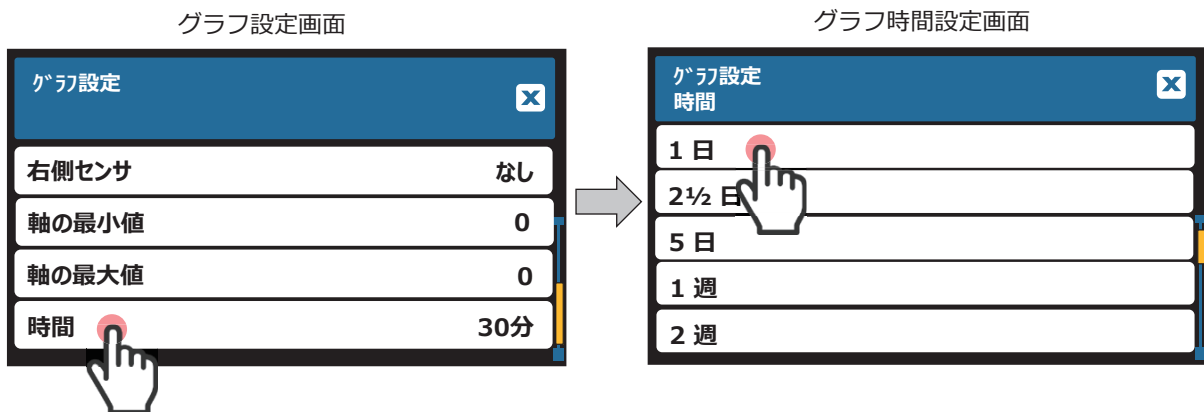 グラフ設定画面
ｸﾞﾗﾌ設定
右側センサ なし
軸の最小値 0
軸の最大値 0
時間 30分
グラフ時間設定画面
ｸﾞﾗﾌ設定
時間
1 日
2½ 日
5 日
1 週
2 週